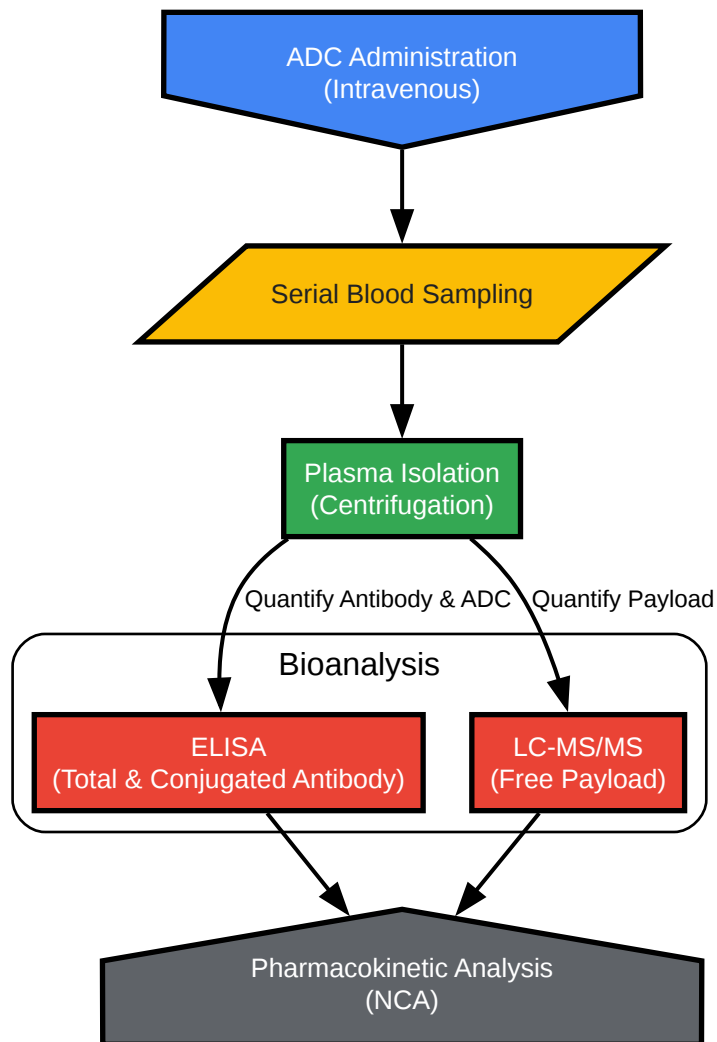 ADC Administration
(Intravenous)
Serial Blood Sampling
Plasma Isolation
(Centrifugation)
Quantify Antibody & ADC
Quantify Payload
Bioanalysis
ELISA
(Total & Conjugated Antibody)
LC-MS/MS
(Free Payload)
Pharmacokinetic Analysis
(NCA)